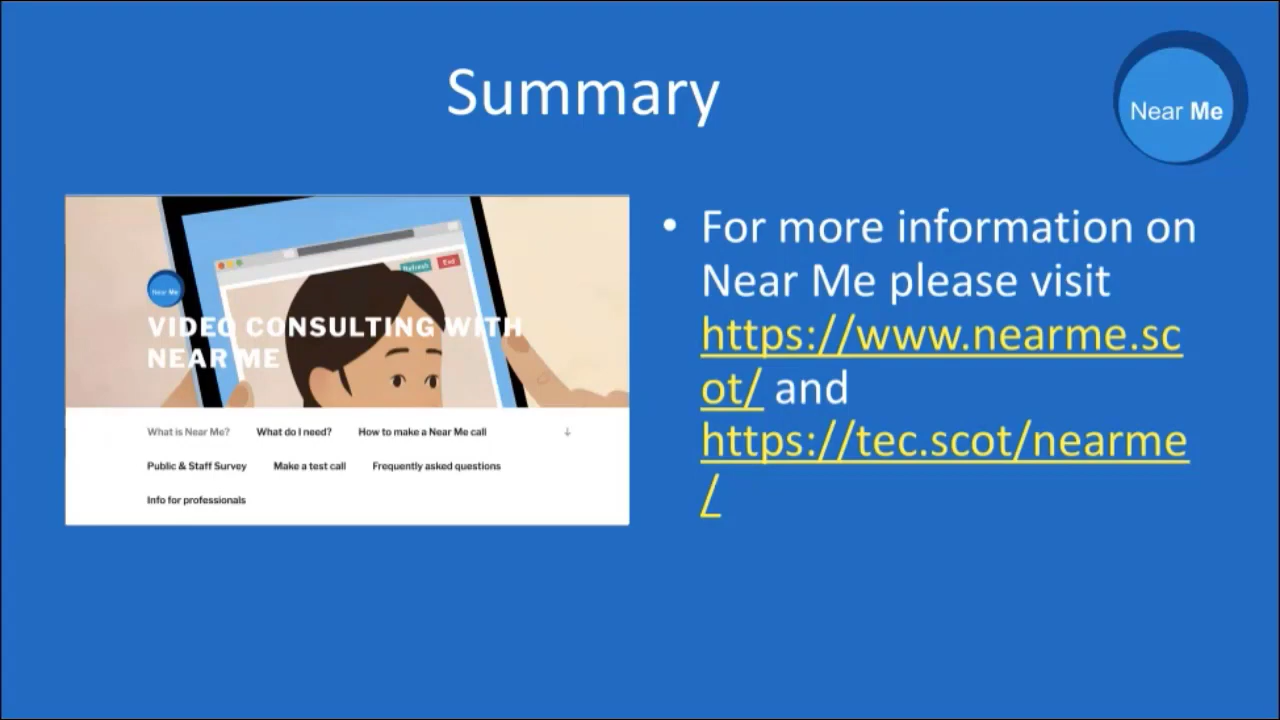 Summary
Near Me
Refresh
End
Near Me
VIDEO CONSULTING WITH
NEAR ME
What is Near Me?
What do I need?
How to make a Near Me call
Public & Staff Survey
Make a test call
Frequently asked questions
Info for professionals
• For more information on
Near Me please visit
https://www.nearme.sc
ot/ and
https://tec.scot/nearme
/